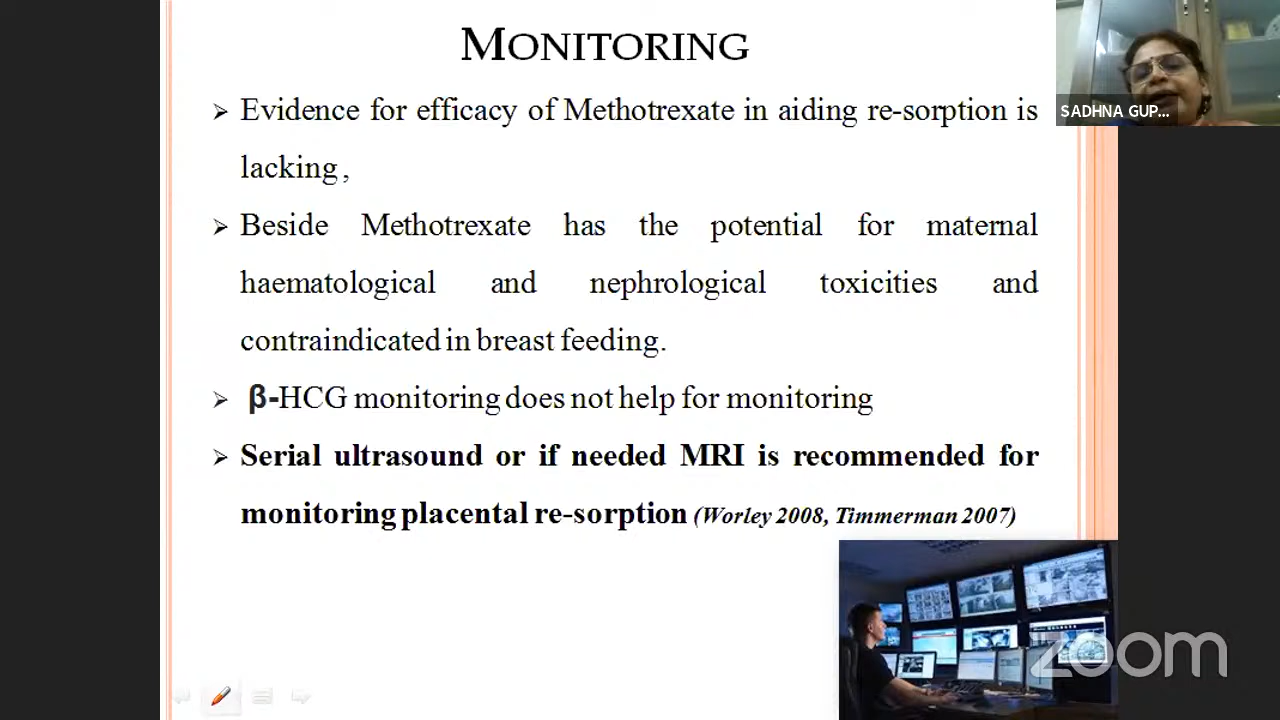 MONITORING
SADHNA GUP...
➢ Evidence for efficacy of Methotrexate in aiding re-sorption is
lacking ,
➢ Beside Methotrexate has the potential for maternal
haematological and nephrological toxicities and
contraindicated in breast feeding.
➢ β-HCG monitoring does not help for monitoring
➢ Serial ultrasound or if needed MRI is recommended for
monitoring placental re-sorption (Worley 2008, Timmerman 2007)
zoom